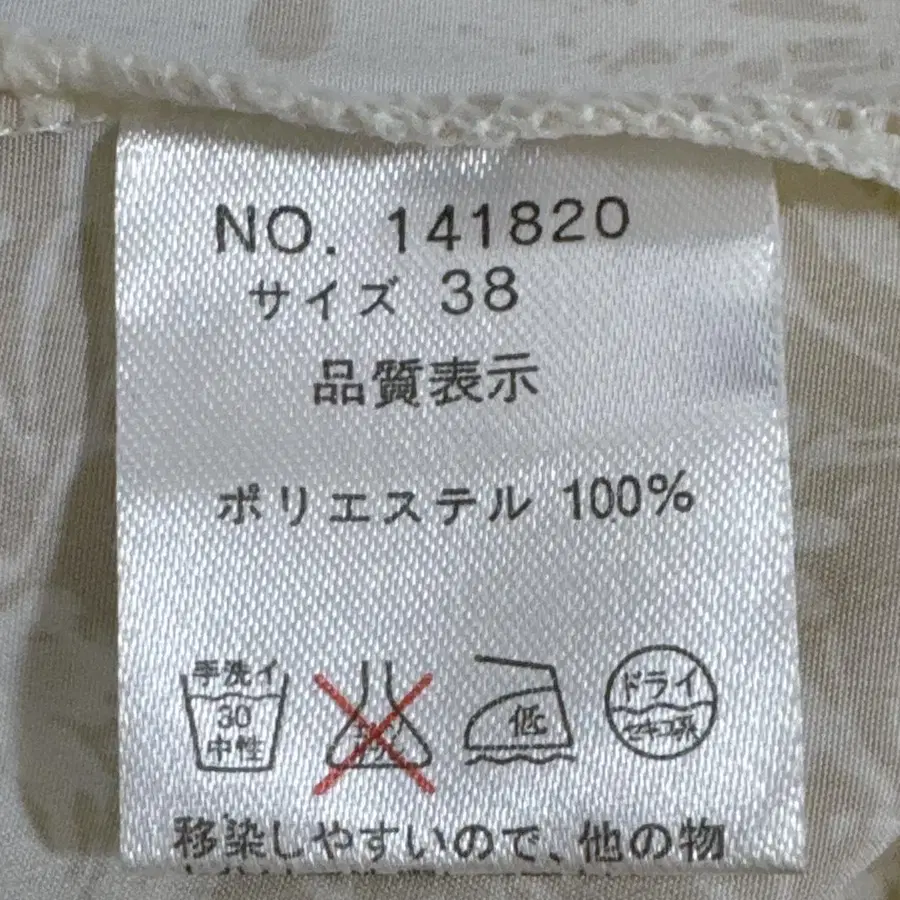 NO. 141820
サイズ 38
品質表示
ポリエステル 100%
手洗イ
30
中性
低
ドライ
セキユ系
移染しやすいので、他の物